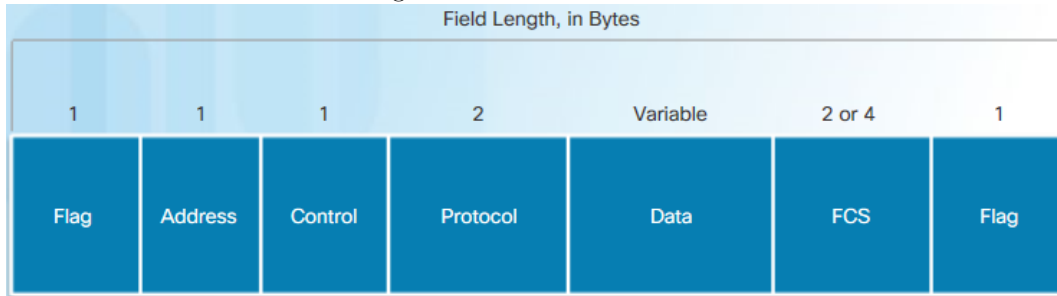 Field Length, in Bytes
1 1 1 2 Variable 2 or 4 1
Flag Address Control Protocol Data FCS Flag